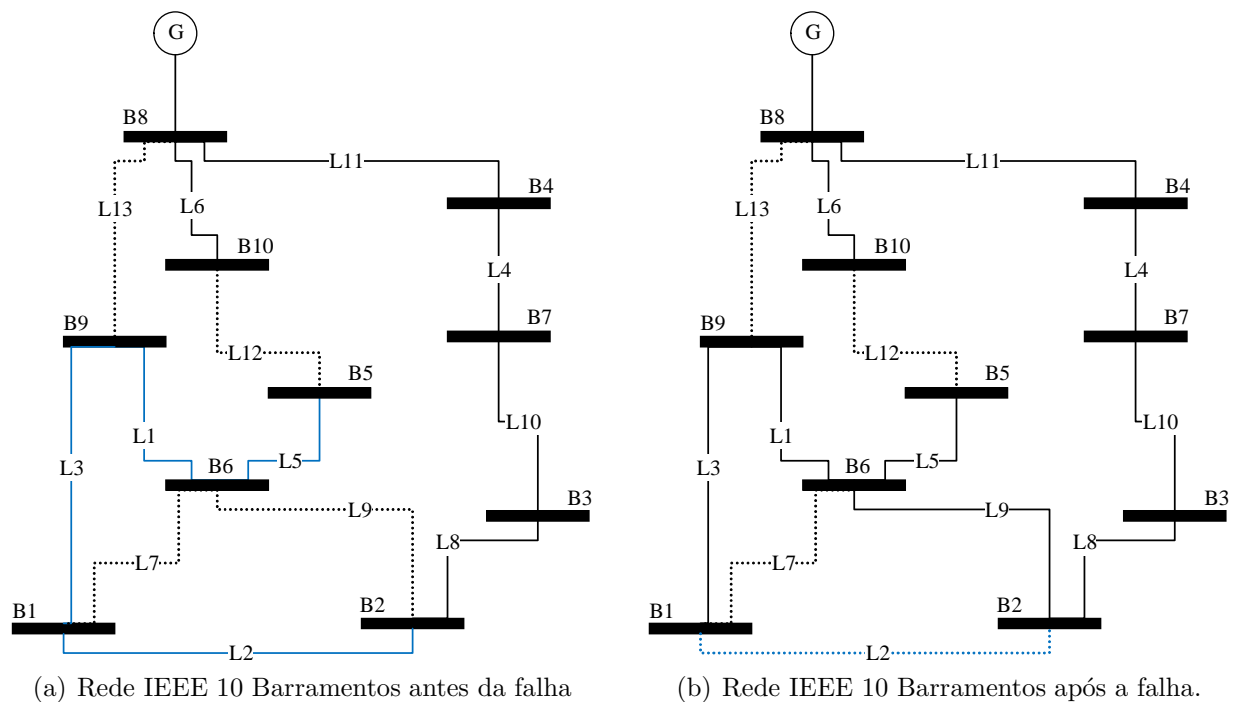 G
B8
L11
B4
L13
L6
B10
L4
B9
B7
L12
B5
L10
L1
L3
B6
L5
L9
B3
L8
L7
B1
B2
L2
(a) Rede IEEE 10 Barramentos antes da falha
G
B8
L11
B4
L13
L6
B10
L4
B9
B7
L12
B5
L10
L1
L3
B6
L5
L9
B3
L8
L7
B1
B2
L2
(b) Rede IEEE 10 Barramentos após a falha.